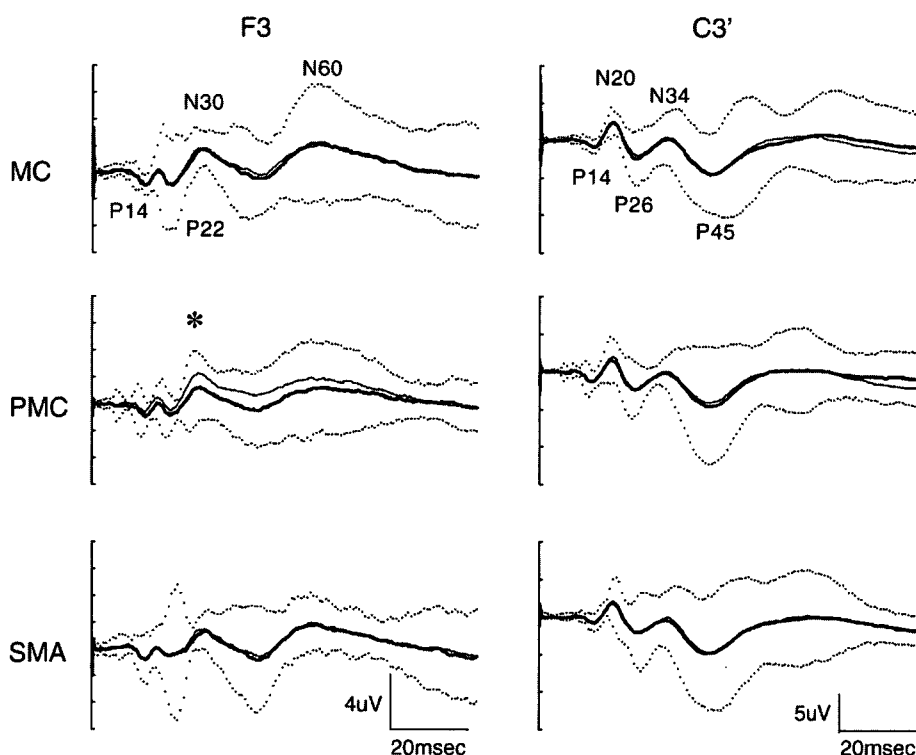 F3
C3'
MC
N30
N60
P14
P22
N20
N34
P14
P26
P45
PMC
*
SMA
4uV
20msec
5uV
20msec